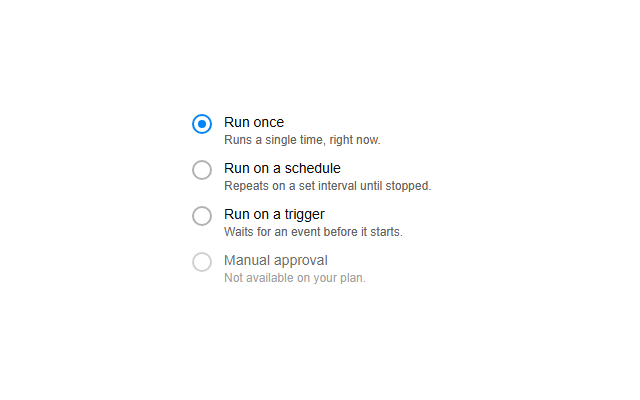 Run once
Runs a single time, right now.
Run on a schedule
Repeats on a set interval until stopped.
Run on a trigger
Waits for an event before it starts.
Manual approval
Not available on your plan.